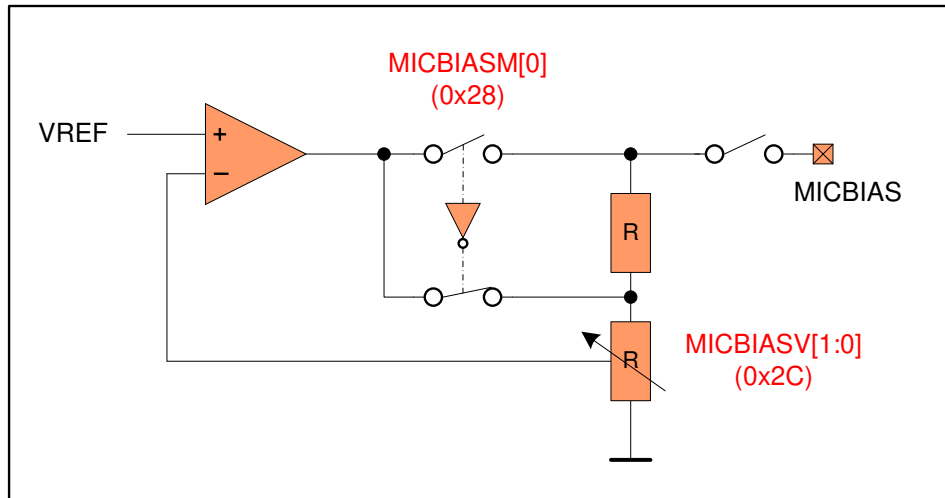 MICBIASM[0]
(0x28)
VREF
+
−
MICBIAS
R
R
MICBIASV[1:0]
(0x2C)